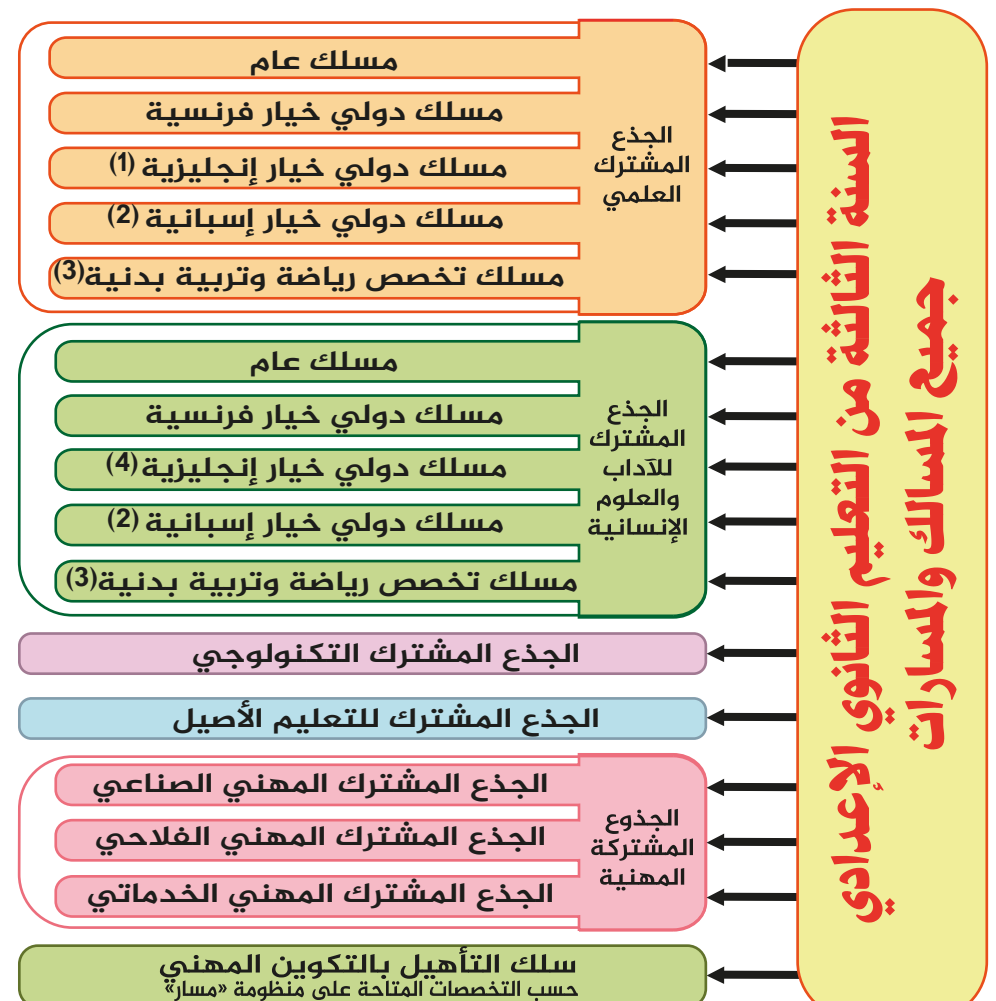 السنة الثالثة من التعليم الثانوي الإعدادي
جميع المسالك والمسارات
الجذع
المشترك
العلمي
مسلك عام
مسلك دولي خيار فرنسية
مسلك دولي خيار إنجليزية (1)
مسلك دولي خيار إسبانية (2)
مسلك تخصص رياضة وتربية بدنية(3)
الجذع
المشترك
للآداب
والعلوم
الإنسانية
مسلك عام
مسلك دولي خيار فرنسية
مسلك دولي خيار إنجليزية (4)
مسلك دولي خيار إسبانية (2)
مسلك تخصص رياضة وتربية بدنية(3)
الجذع المشترك التكنولوجي
الجذع المشترك للتعليم الأصيل
الجذوع
المشتركة
المهنية
الجذع المشترك المهني الصناعي
الجذع المشترك المهني الفلاحي
الجذع المشترك المهني الخدماتي
سلك التأهيل بالتكوين المهني
حسب التخصصات المتاحة على منظومة «مسار»